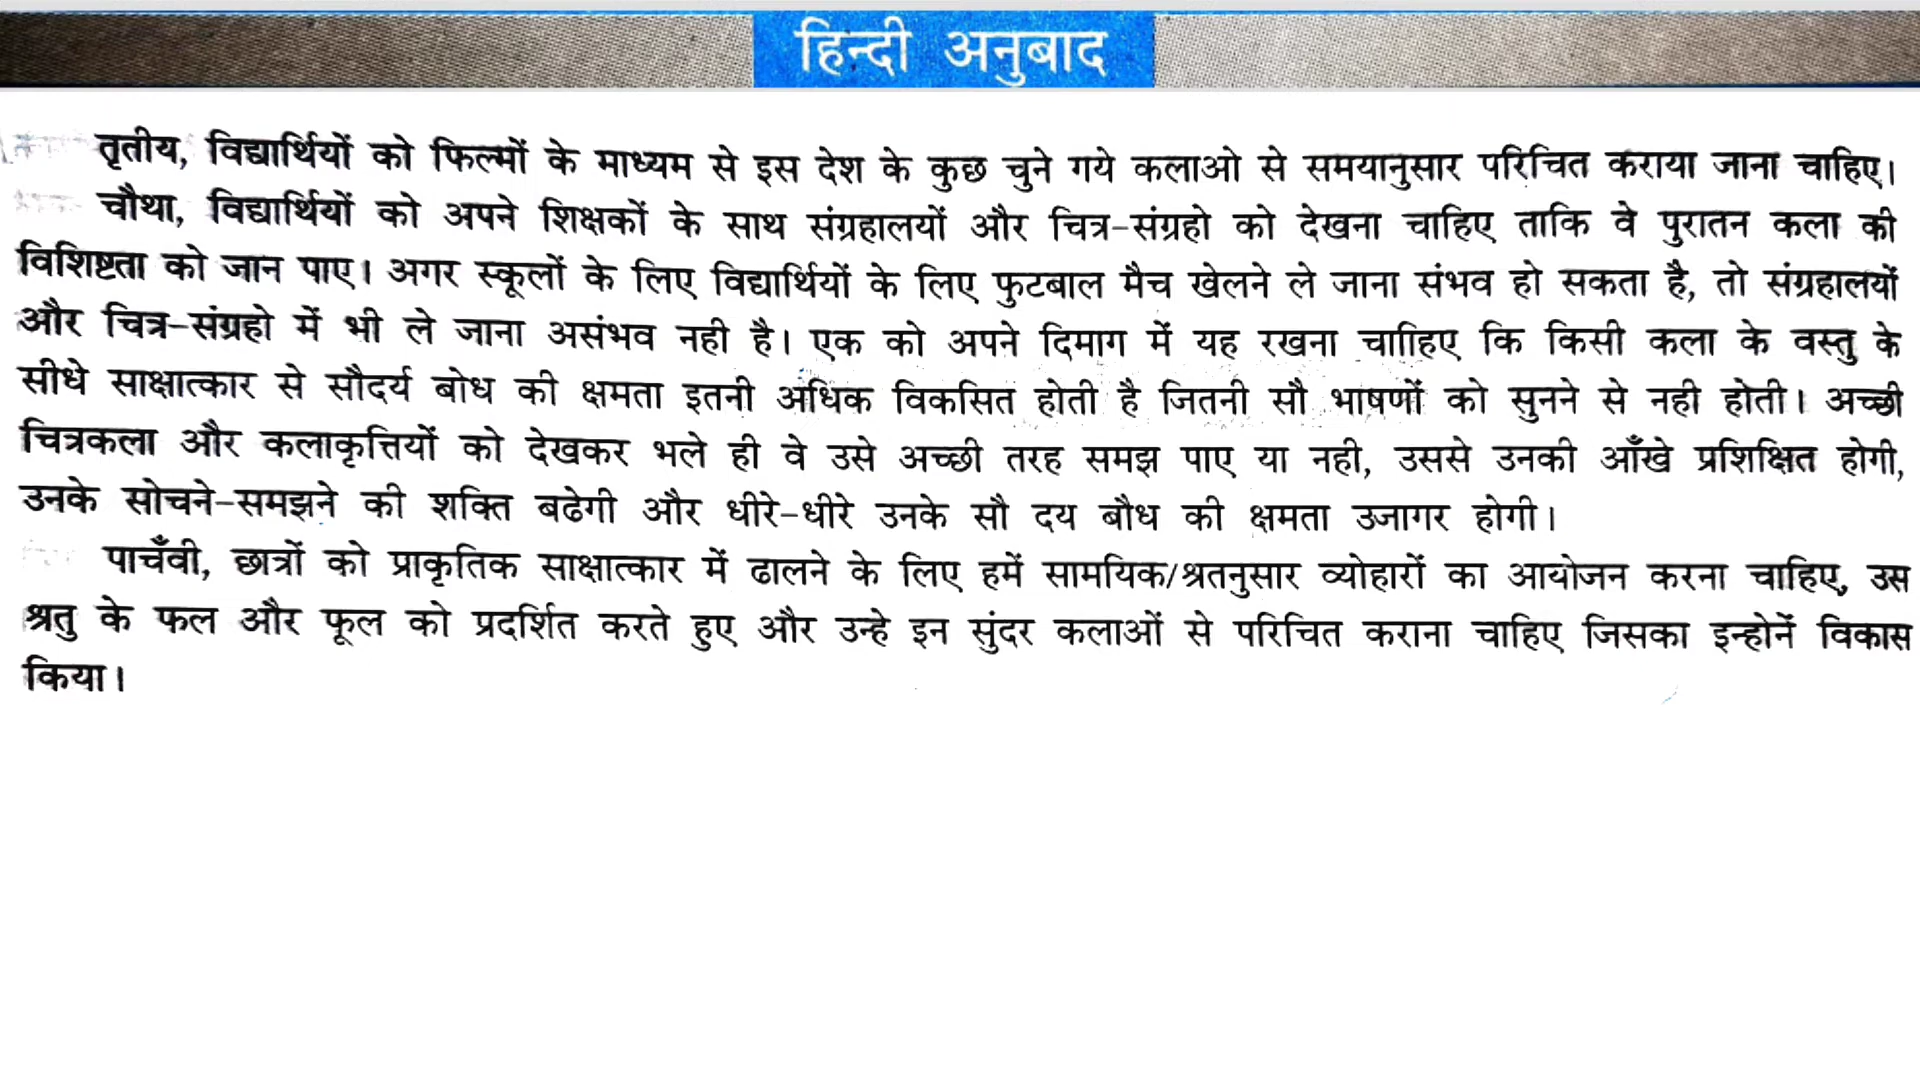 हिन्दी अनुबाद
तृतीय, विद्यार्थियों को फिल्मों के माध्यम से इस देश के कुछ चुने गये कलाओ से समयानुसार परिचित कराया जाना चाहिए।
चौथा, विद्यार्थियों को अपने शिक्षकों के साथ संग्रहालयों और चित्र-संग्रहो को देखना चाहिए ताकि वे पुरातन कला की
विशिष्टता को जान पाए। अगर स्कूलों के लिए विद्यार्थियों के लिए फुटबाल मैच खेलने ले जाना संभव हो सकता है, तो संग्रहालयों
और चित्र-संग्रहो में भी ले जाना असंभव नही है। एक को अपने दिमाग में यह रखना चाहिए कि किसी कला के वस्तु के
सीधे साक्षात्कार से सौदर्य बोध की क्षमता इतनी अधिक विकसित होती है जितनी सौ भाषणों को सुनने से नही होती। अच्छी
चित्रकला और कलाकृत्तियों को देखकर भले ही वे उसे अच्छी तरह समझ पाए या नही, उससे उनकी आँखे प्रशिक्षित होगी,
उनके सोचने-समझने की शक्ति बढेगी और धीरे-धीरे उनके सौ दय बौध की क्षमता उजागर होगी।
पाचँवी, छात्रों को प्राकृतिक साक्षात्कार में ढालने के लिए हमें सामयिक/श्रतनुसार व्योहारों का आयोजन करना चाहिए, उस
श्रतु के फल और फूल को प्रदर्शित करते हुए और उन्हे इन सुंदर कलाओं से परिचित कराना चाहिए जिसका इन्होनें विकास
किया।